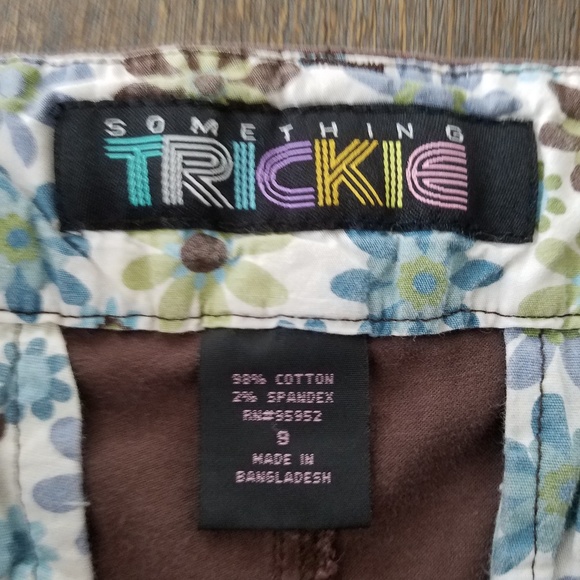 SOMETHING
TRICKIE
98% COTTON
2% SPANDEX
RN#95952
9
MADE IN
BANGLADESH